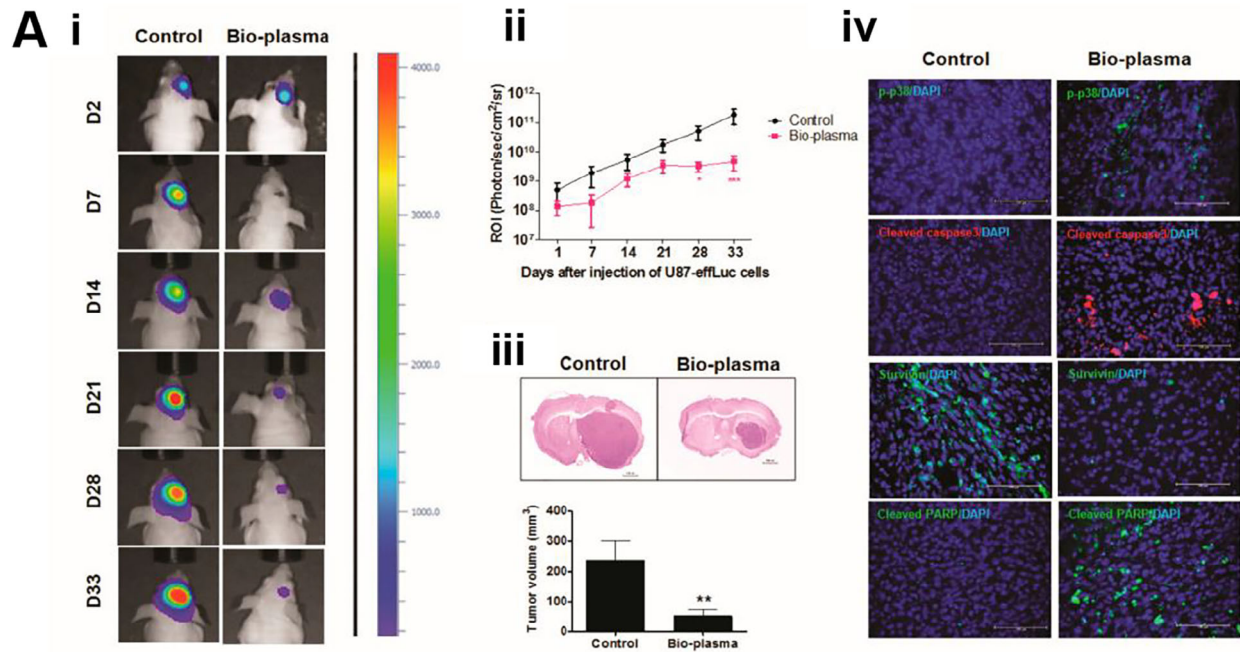 A i
Control Bio-plasma
D2
D7
D14
D21
D28
D33
4000.0
3000.0
2000.0
1000.0
ii
ROI (Photon/sec/cm²/sr)
10¹²
10¹¹
10¹⁰
10⁹
10⁸
10⁷
Control
Bio-plasma
*
***
1 7 14 21 28 33
Days after injection of U87-effLuc cells
iii
Control Bio-plasma
Tumor volume (mm³)
400
300
200
100
0
**
Control Bio-plasma
iv
Control Bio-plasma
p-p38/DAPI p-p38/DAPI
Cleaved caspase3/DAPI Cleaved caspase3/DAPI
Survivin/DAPI Survivin/DAPI
Cleaved PARP/DAPI Cleaved PARP/DAPI